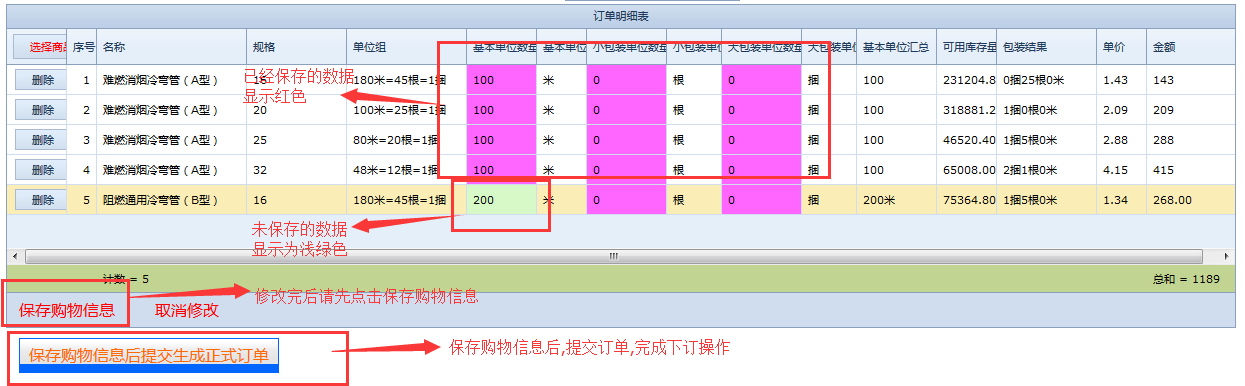 订单明细表
选择商品 序号 名称 规格 单位组 基本单位数量 基本单位 小包装单位数量 小包装单位 大包装单位数量 大包装单位 基本单位汇总 可用库存量 包装结果 单价 金额
删除 1 难燃消烟冷弯管（A型） 16 180米=45根=1捆 100 米 0 根 0 捆 100 231204.8 0捆25根0米 1.43 143
已经保存的数据
显示红色
删除 2 难燃消烟冷弯管（A型） 20 100米=25根=1捆 100 米 0 根 0 捆 100 318881.2 1捆0根0米 2.09 209
删除 3 难燃消烟冷弯管（A型） 25 80米=20根=1捆 100 米 0 根 0 捆 100 46520.40 1捆5根0米 2.88 288
删除 4 难燃消烟冷弯管（A型） 32 48米=12根=1捆 100 米 0 根 0 捆 100 65008.00 2捆1根0米 4.15 415
删除 5 阻燃通用冷弯管（B型） 16 180米=45根=1捆 200 米 0 根 0 捆 200米 75364.80 1捆5根0米 1.34 268.00
未保存的数据
显示为浅绿色
计数 = 5 总和 = 1189
保存购物信息 取消修改 修改完后请先点击保存购物信息
保存购物信息后提交生成正式订单 保存购物信息后,提交订单,完成下订操作